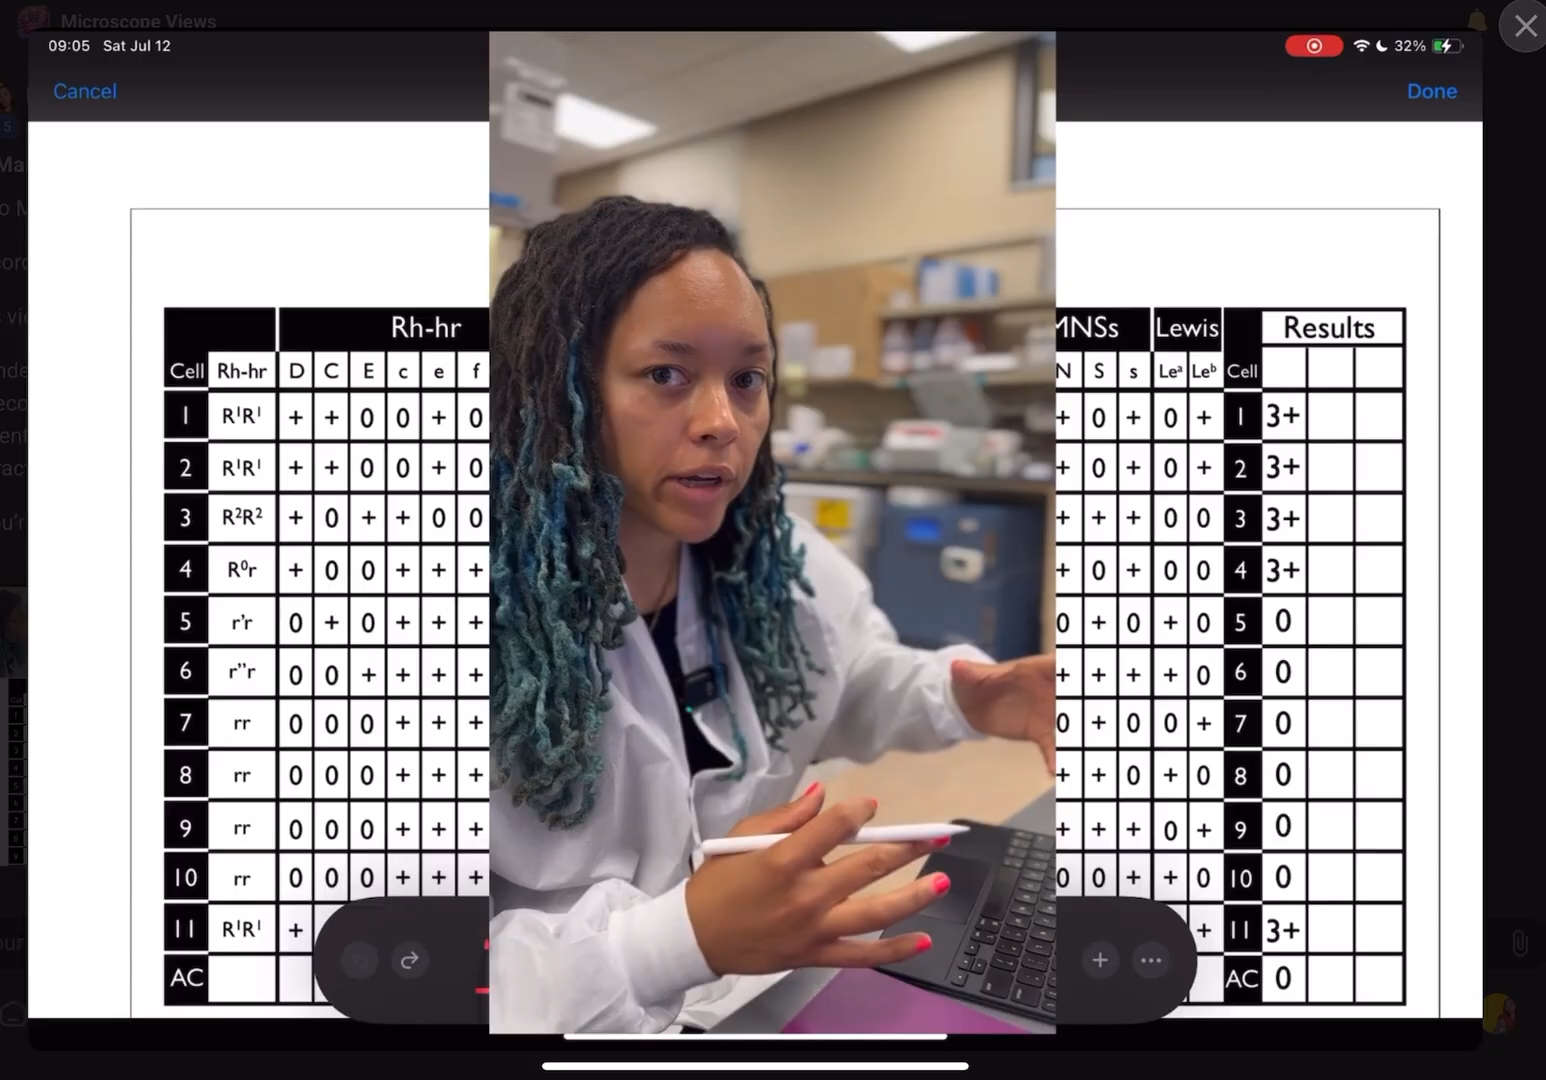 Microscope Views
09:05 Sat Jul 12
32%
Cancel
Done
Rh-hr
Lewis
Results
Cell Rh-hr D C E c e f N S s Leᵃ Leᵇ Cell
1 R¹R¹ + + 0 0 + 0 + 0 + 0 + 1 3+
2 R¹R¹ + + 0 0 + 0 + 0 + 0 + 2 3+
3 R²R² + 0 + + 0 0 + + + 0 0 3 3+
4 R⁰r + 0 0 + + + + 0 + 0 0 4 3+
5 r'r 0 + 0 + + + 0 + 0 + 0 5 0
6 r"r 0 0 + + + + + + + + 0 6 0
7 rr 0 0 0 + + + 0 + 0 0 + 7 0
8 rr 0 0 0 + + + + + 0 + 0 8 0
9 rr 0 0 0 + + + + + + 0 + 9 0
10 rr 0 0 0 + + + 0 0 + + 0 10 0
11 R¹R¹ + + 11 3+
AC AC 0